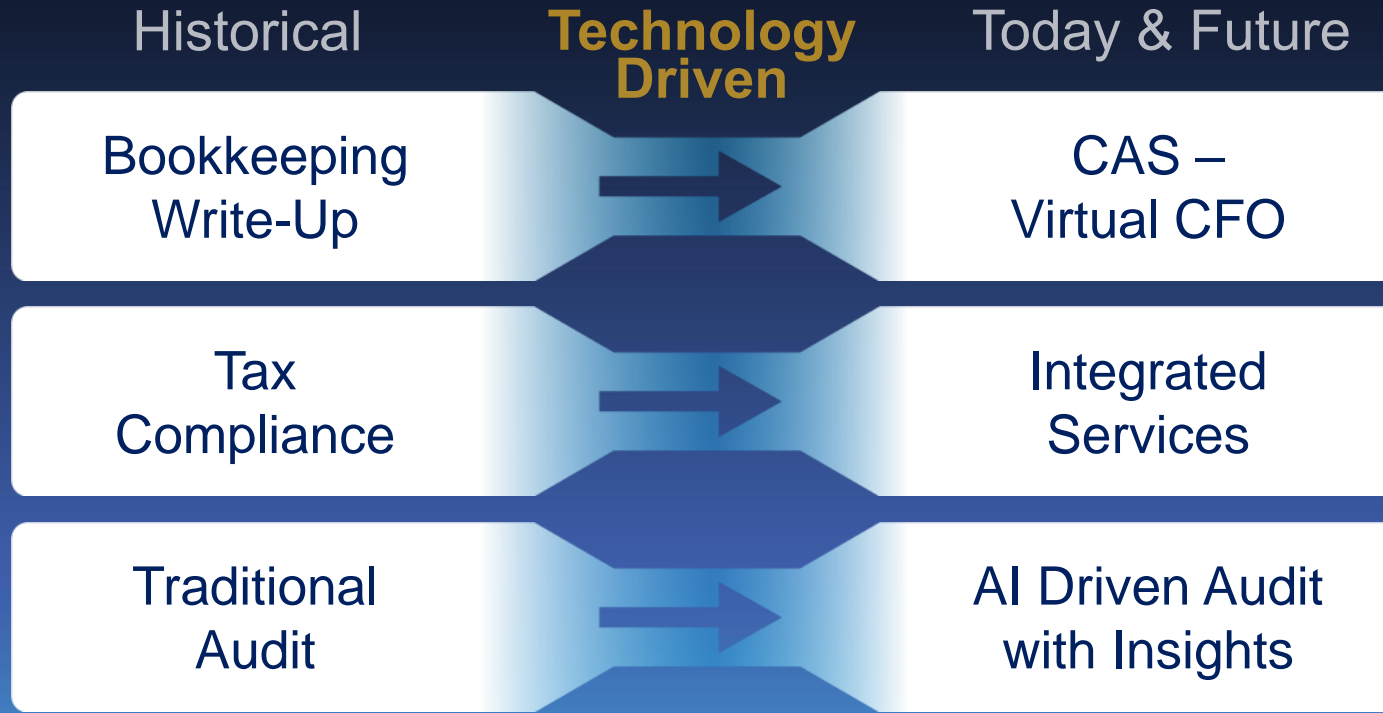 Historical
Technology
Driven
Today & Future
Bookkeeping
Write-Up
CAS –
Virtual CFO
Tax
Compliance
Integrated
Services
Traditional
Audit
AI Driven Audit
with Insights